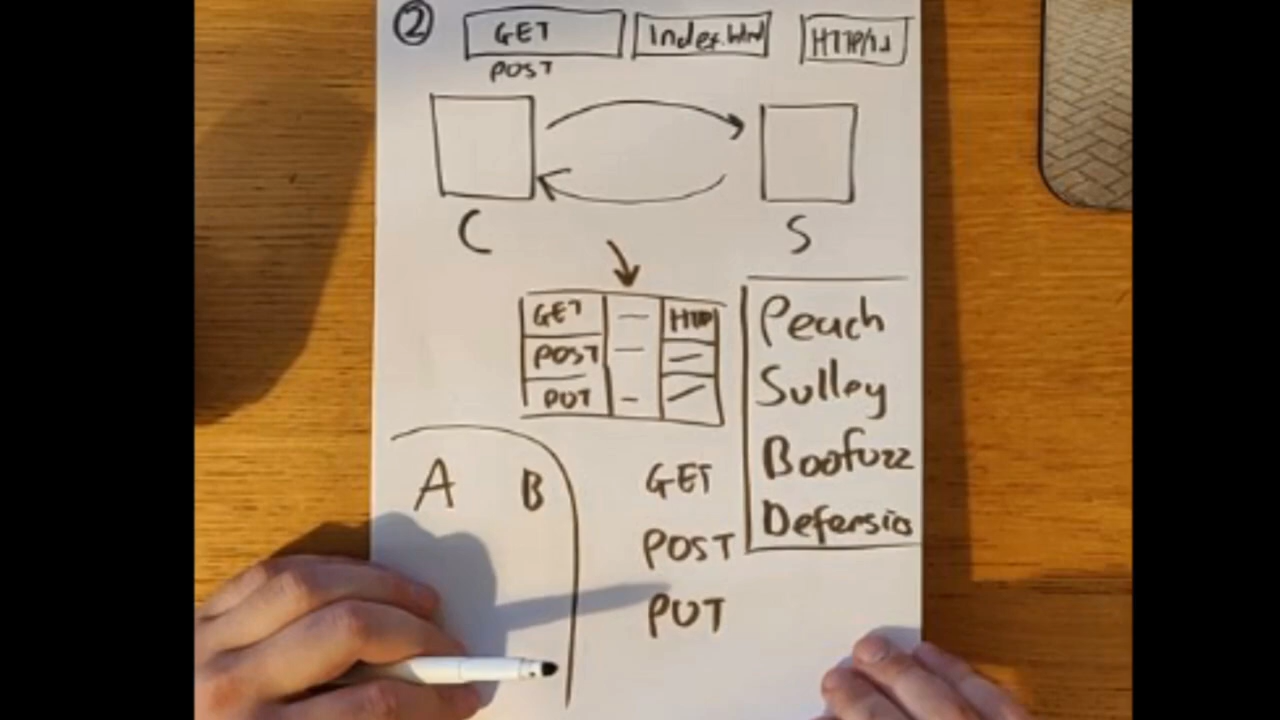 ②
GET Index.html HTTP/1.1
POST
C S
GET — HTTP
POST — —
PUT - —
Peach
Sulley
Boofuzz
Defensics
A B
GET
POST
PUT